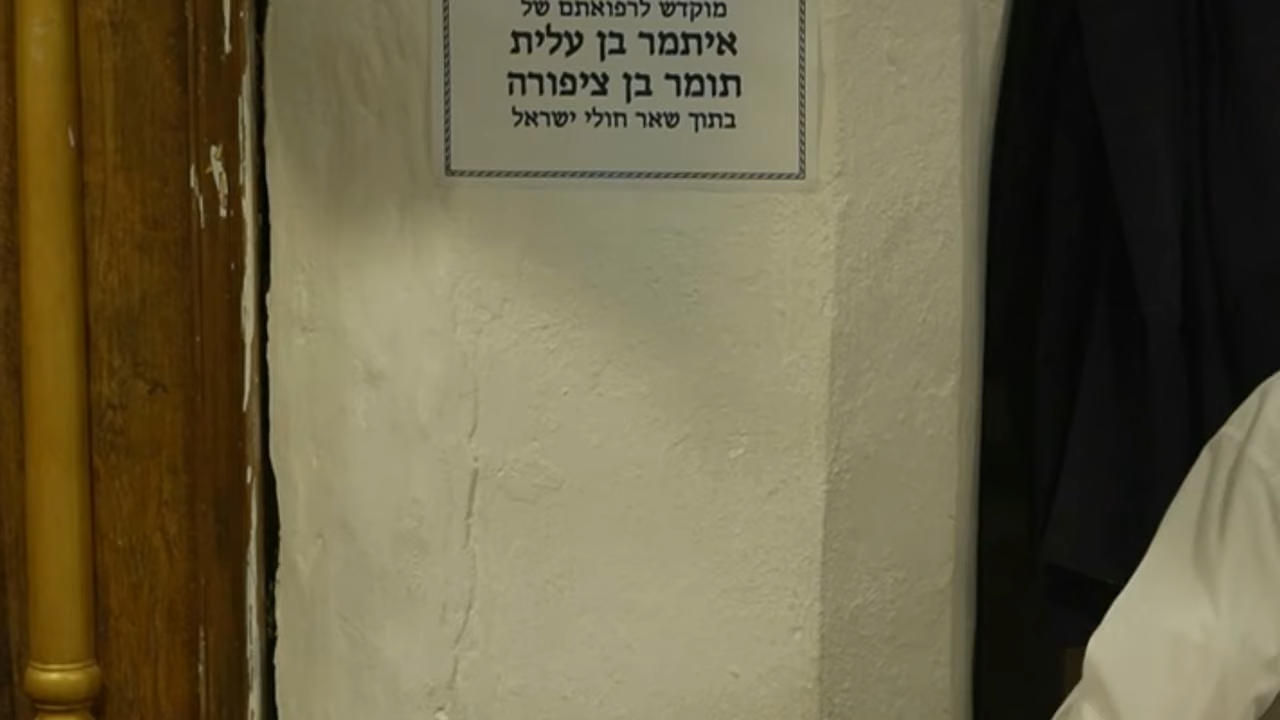 מוקדש לרפואתם של
איתמר בן עלית
תומר בן ציפורה
בתוך שאר חולי ישראל